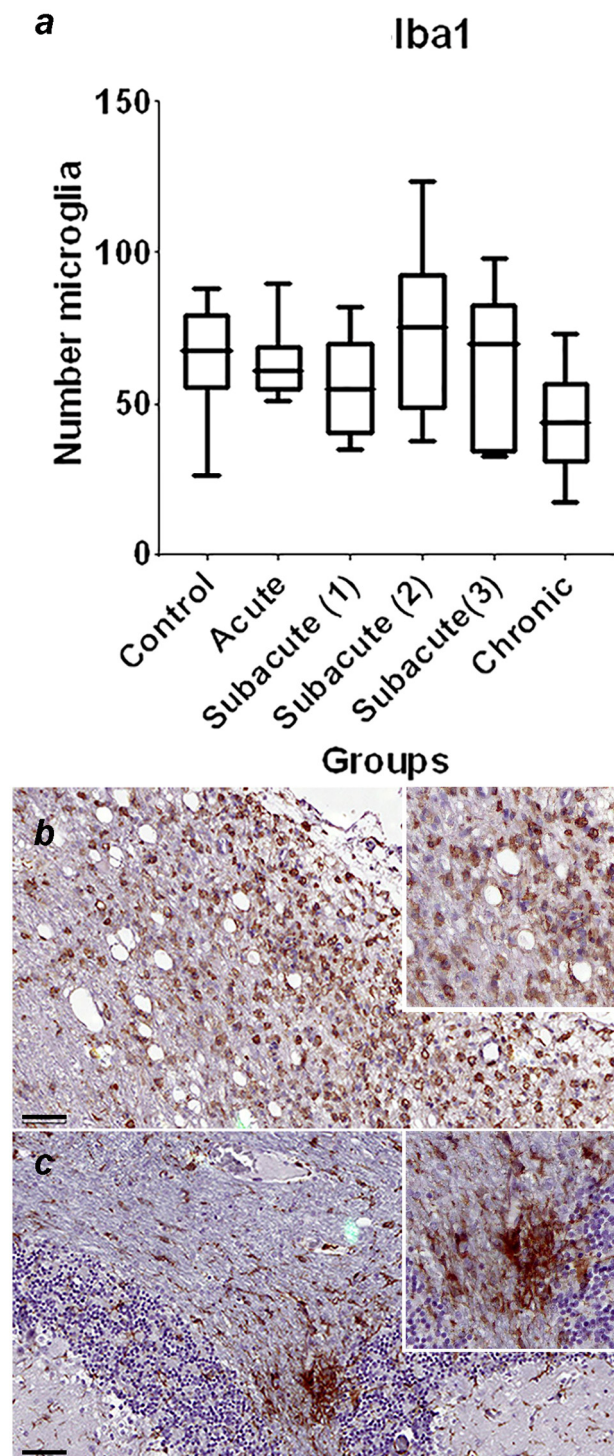 a
Iba1
150
100
50
0
Number microglia
Control
Acute
Subacute (1)
Subacute (2)
Subacute(3)
Chronic
Groups
b
c